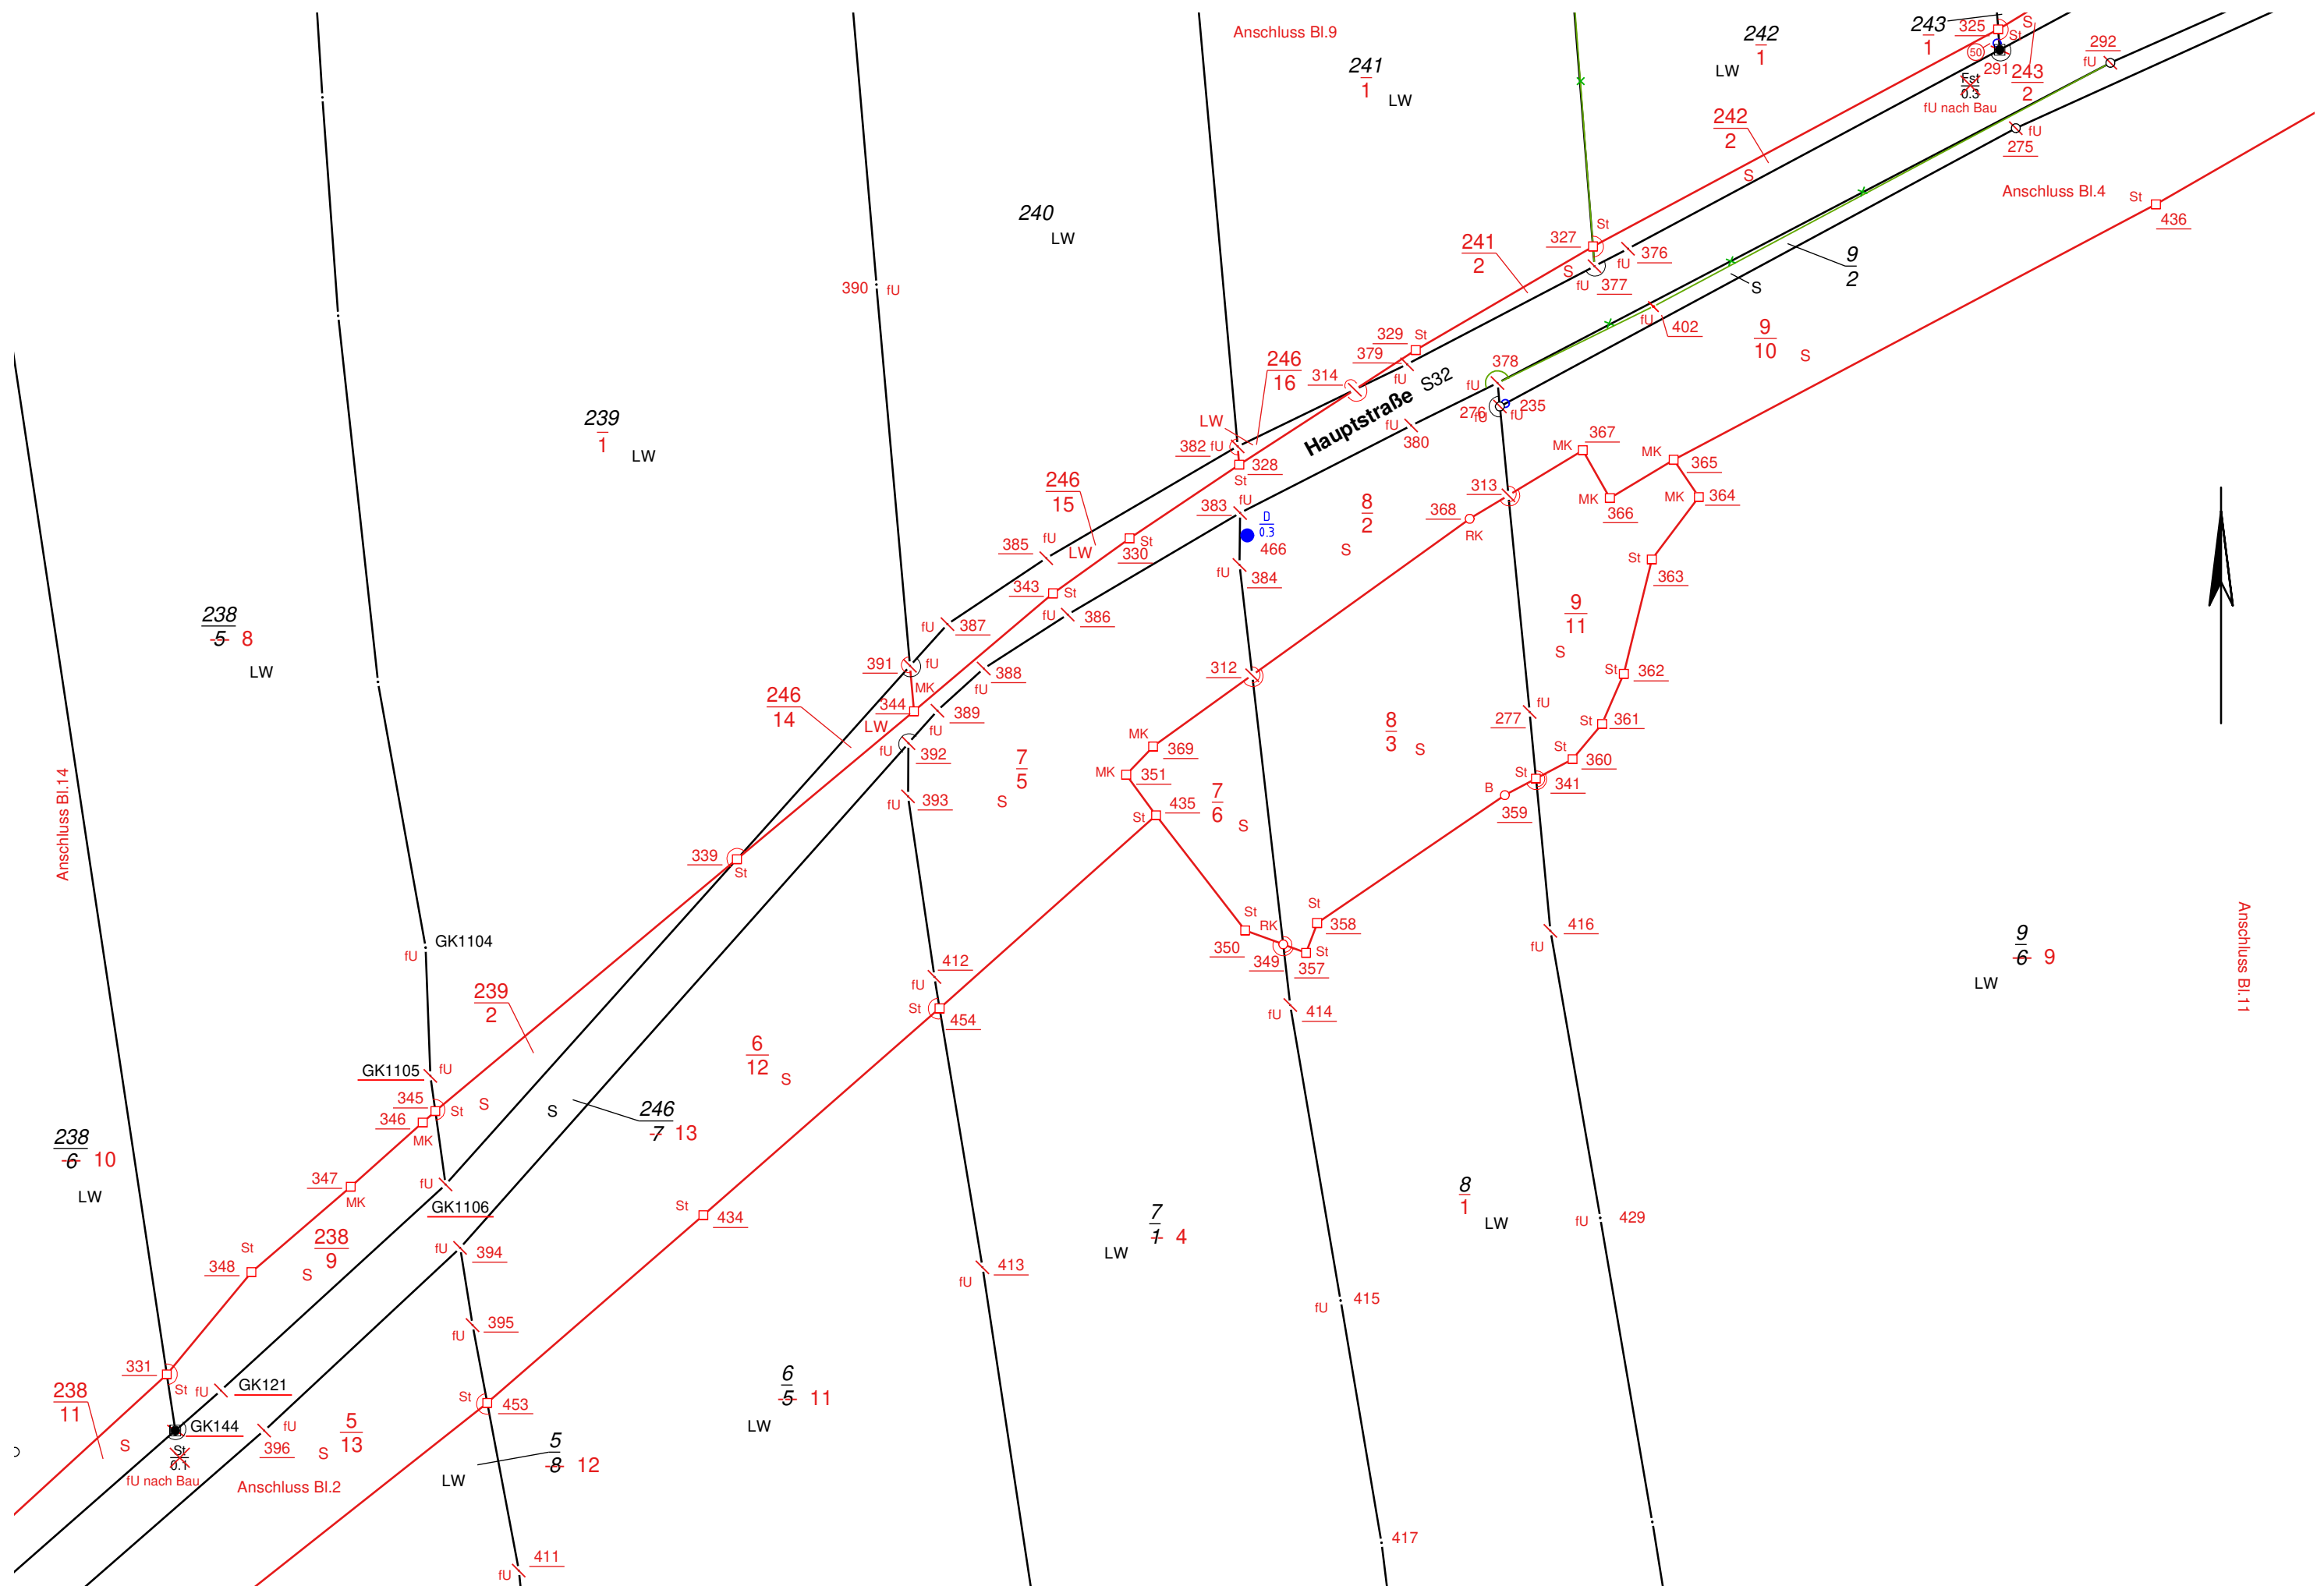 Anschluss Bl.9
241
1
LW
242
1
LW
243
1
325
S
St
50
291
243
2
Est
0.3
fU nach Bau
292
fU
fU
275
Anschluss Bl.4
St
436
242
2
S
240
LW
390 fU
241
2
St
327
S
fU
377
376
fU
9
2
S
402
fU
9
10
S
329 St
379
fU
314
246
16
S32
Hauptstraße
378
fU
276
fU
fU
235
380
fU
LW
382 fU
328
St
239
1
LW
246
15
385
fU
LW
St
330
383
fU
D
0.3
466
384
fU
8
2
S
313
368
RK
MK
367
MK
366
MK
365
MK
364
St
363
9
11
S
343
St
386
fU
387
fU
391
fU
388
fU
MK
344
LW
389
fU
392
fU
246
14
238
5 8
LW
312
MK
369
MK
351
435
St
7
5
S
7
6
S
8
3
S
St
362
St
361
277
fU
St
360
St
341
B
359
393
fU
Anschluss Bl.14
339
St
St
350
RK
349
St
357
St
358
416
fU
414
fU
9
6 9
LW
Anschluss Bl.11
GK1104
fU
412
fU
St
454
239
2
6
12
S
GK1105
fU
345
St
S
346
MK
S
246
7 13
238
6 10
LW
347
MK
fU
GK1106
St
434
7
1 4
LW
8
1
LW
fU
429
238
9
S
St
348
fU
394
395
fU
413
fU
415
fU
331
St
fU
GK121
GK144
St
0.1
fU nach Bau
238
11
S
fU
396
S
5
13
Anschluss Bl.2
St
453
6
5 11
LW
5
8 12
LW
417
411
fU